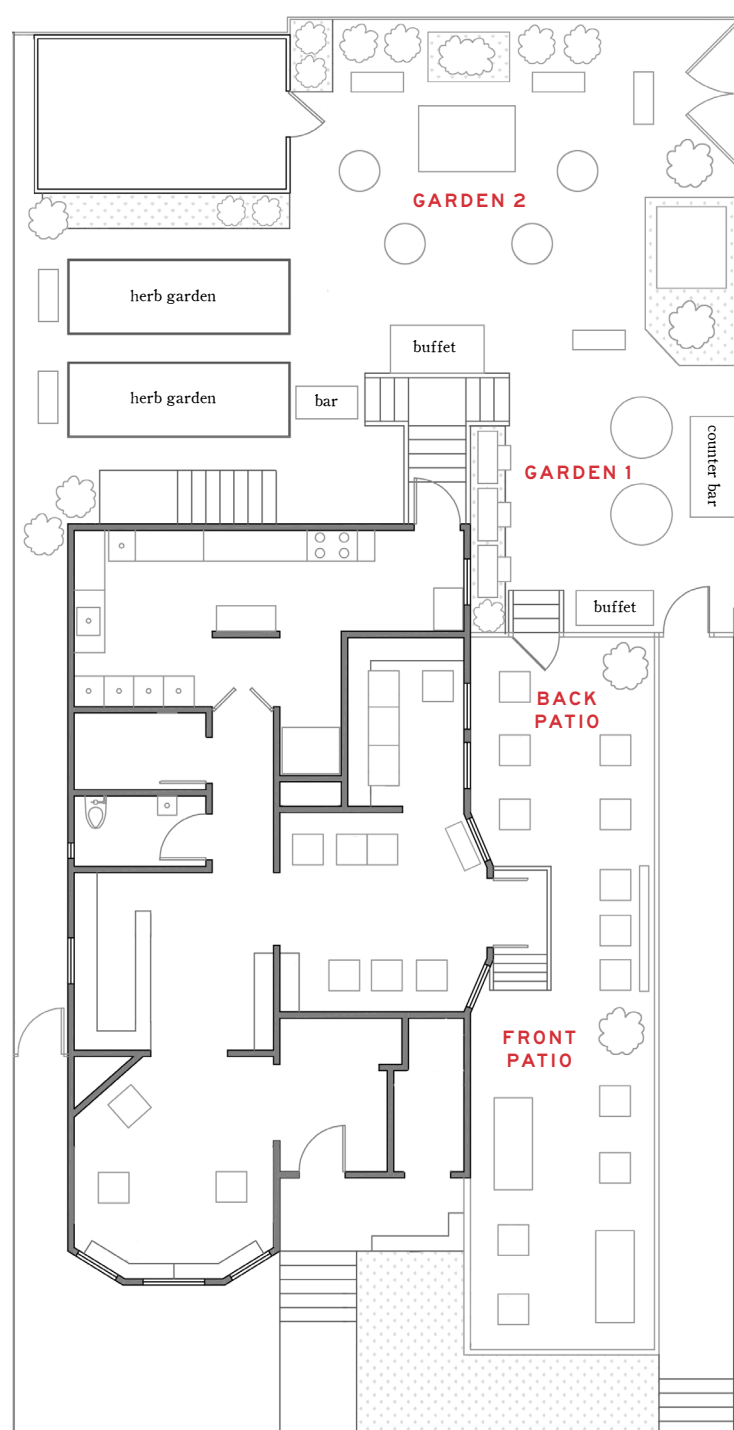 GARDEN 2
herb garden
buffet
herb garden
bar
counter bar
GARDEN 1
buffet
BACK
PATIO
FRONT
PATIO